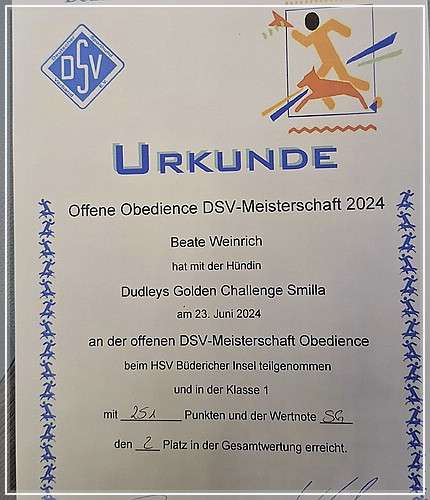 DSV
URKUNDE
Offene Obedience DSV-Meisterschaft 2024
Beate Weinrich
hat mit der Hündin
Dudleys Golden Challenge Smilla
am 23. Juni 2024
an der offenen DSV-Meisterschaft Obedience
beim HSV Büdericher Insel teilgenommen
und in der Klasse 1
mit 251 Punkten und der Wertnote SG
den 2 Platz in der Gesamtwertung erreicht.